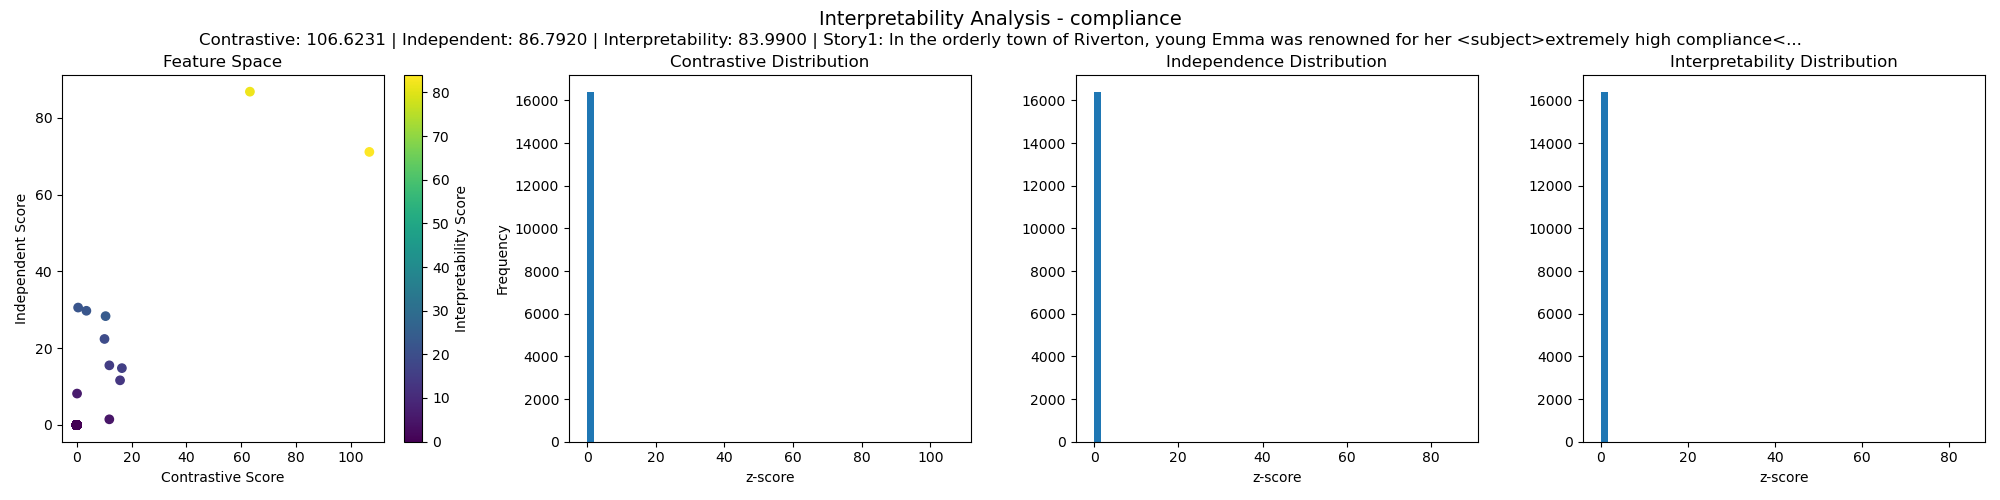 Interpretability Analysis - compliance
Contrastive: 106.6231 | Independent: 86.7920 | Interpretability: 83.9900 | Story1: In the orderly town of Riverton, young Emma was renowned for her <subject>extremely high compliance<...
Feature Space
80
60
40
20
0
0 20 40 60 80 100
Independent Score
Contrastive Score
80
70
60
50
40
30
20
10
0
Interpretability Score
Contrastive Distribution
16000
14000
12000
10000
8000
6000
4000
2000
0
0 20 40 60 80 100
Frequency
z-score
Independence Distribution
16000
14000
12000
10000
8000
6000
4000
2000
0
0 20 40 60 80
z-score
Interpretability Distribution
16000
14000
12000
10000
8000
6000
4000
2000
0
0 20 40 60 80
z-score